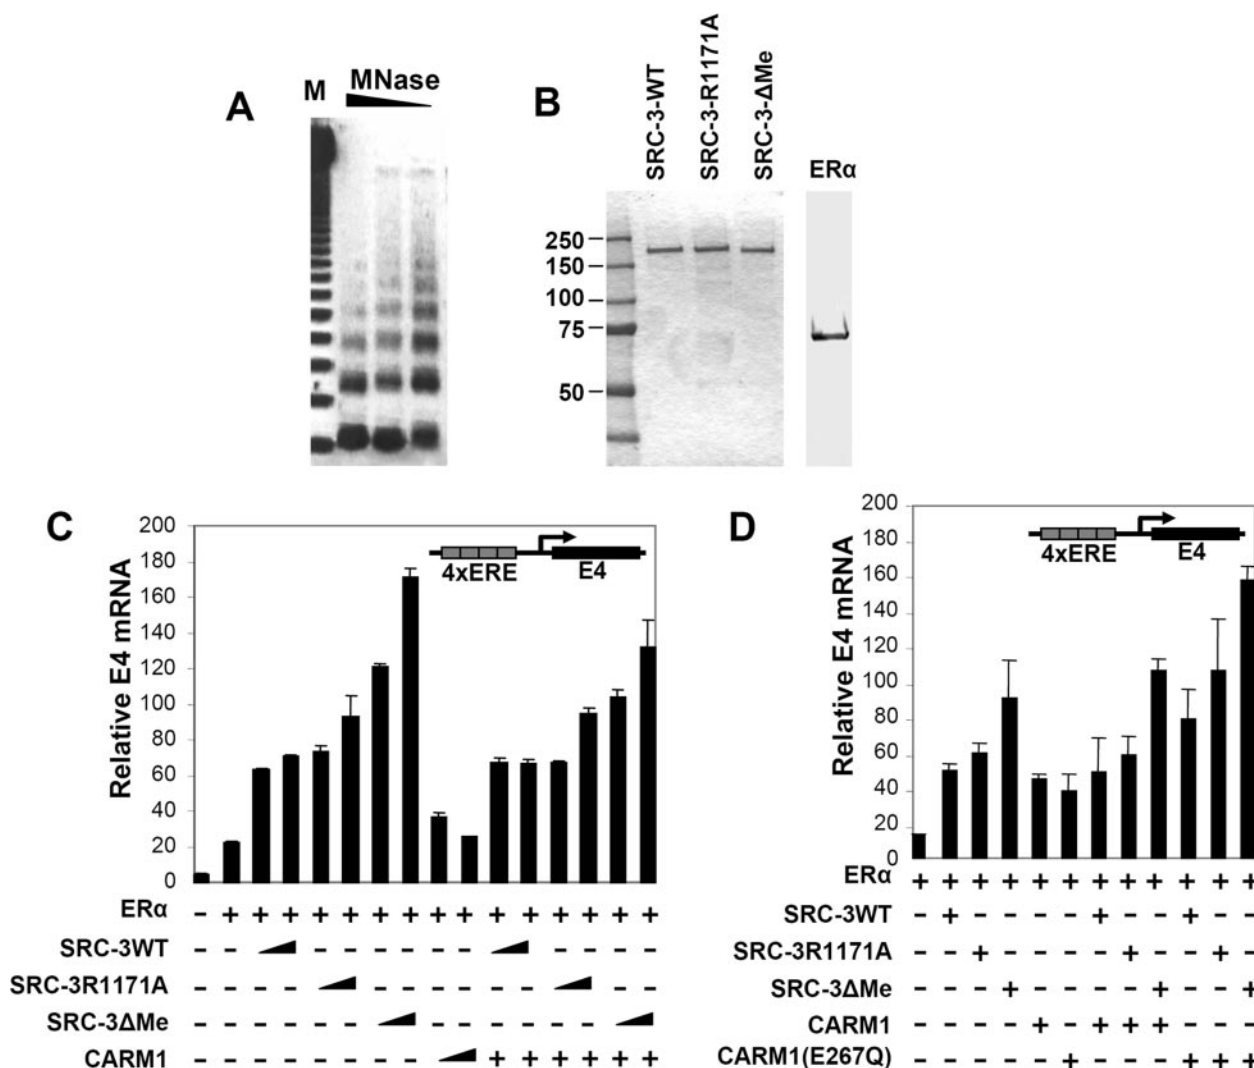 A
M
MNase
B
SRC-3-WT
SRC-3-R1171A
SRC-3-ΔMe
ERα
250
150
100
75
50
C
Relative E4 mRNA
200
180
160
140
120
100
80
60
40
20
0
4xERE
E4
ERα - + + + + + + + + + + + + + +
SRC-3WT - - - - - - - - - - -
SRC-3R1171A - - - - - - - - - - -
SRC-3ΔMe - - - - - - - - - - -
CARM1 - - - - - - - - + + + + + +
D
Relative E4 mRNA
200
180
160
140
120
100
80
60
40
20
0
4xERE
E4
ERα + + + + + + + + + + + +
SRC-3WT - + - - - - + - - + - -
SRC-3R1171A - - + - - - - + - - + -
SRC-3ΔMe - - - + - - - - + - - +
CARM1 - - - - + - + + + - - -
CARM1(E267Q) - - - - - + - - - + + +